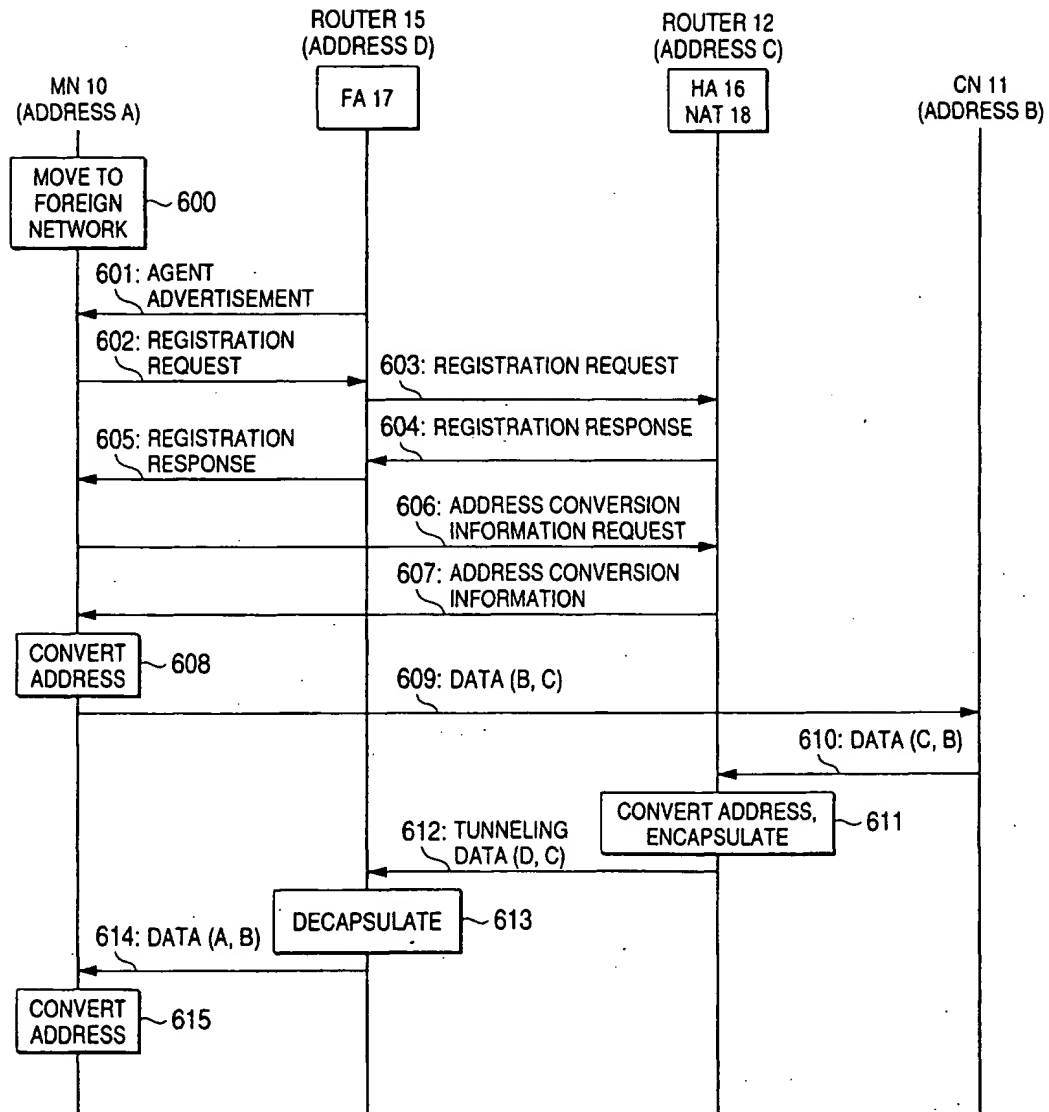 ROUTER 15
(ADDRESS D)
ROUTER 12
(ADDRESS C)
MN 10
(ADDRESS A)
FA 17
HA 16
NAT 18
CN 11
(ADDRESS B)
MOVE TO
FOREIGN
NETWORK
600
601: AGENT
ADVERTISEMENT
602: REGISTRATION
REQUEST
603: REGISTRATION REQUEST
604: REGISTRATION RESPONSE
605: REGISTRATION
RESPONSE
606: ADDRESS CONVERSION
INFORMATION REQUEST
607: ADDRESS CONVERSION
INFORMATION
CONVERT
ADDRESS
608
609: DATA (B, C)
610: DATA (C, B)
CONVERT ADDRESS,
ENCAPSULATE
611
612: TUNNELING
DATA (D, C)
DECAPSULATE
613
614: DATA (A, B)
CONVERT
ADDRESS
615